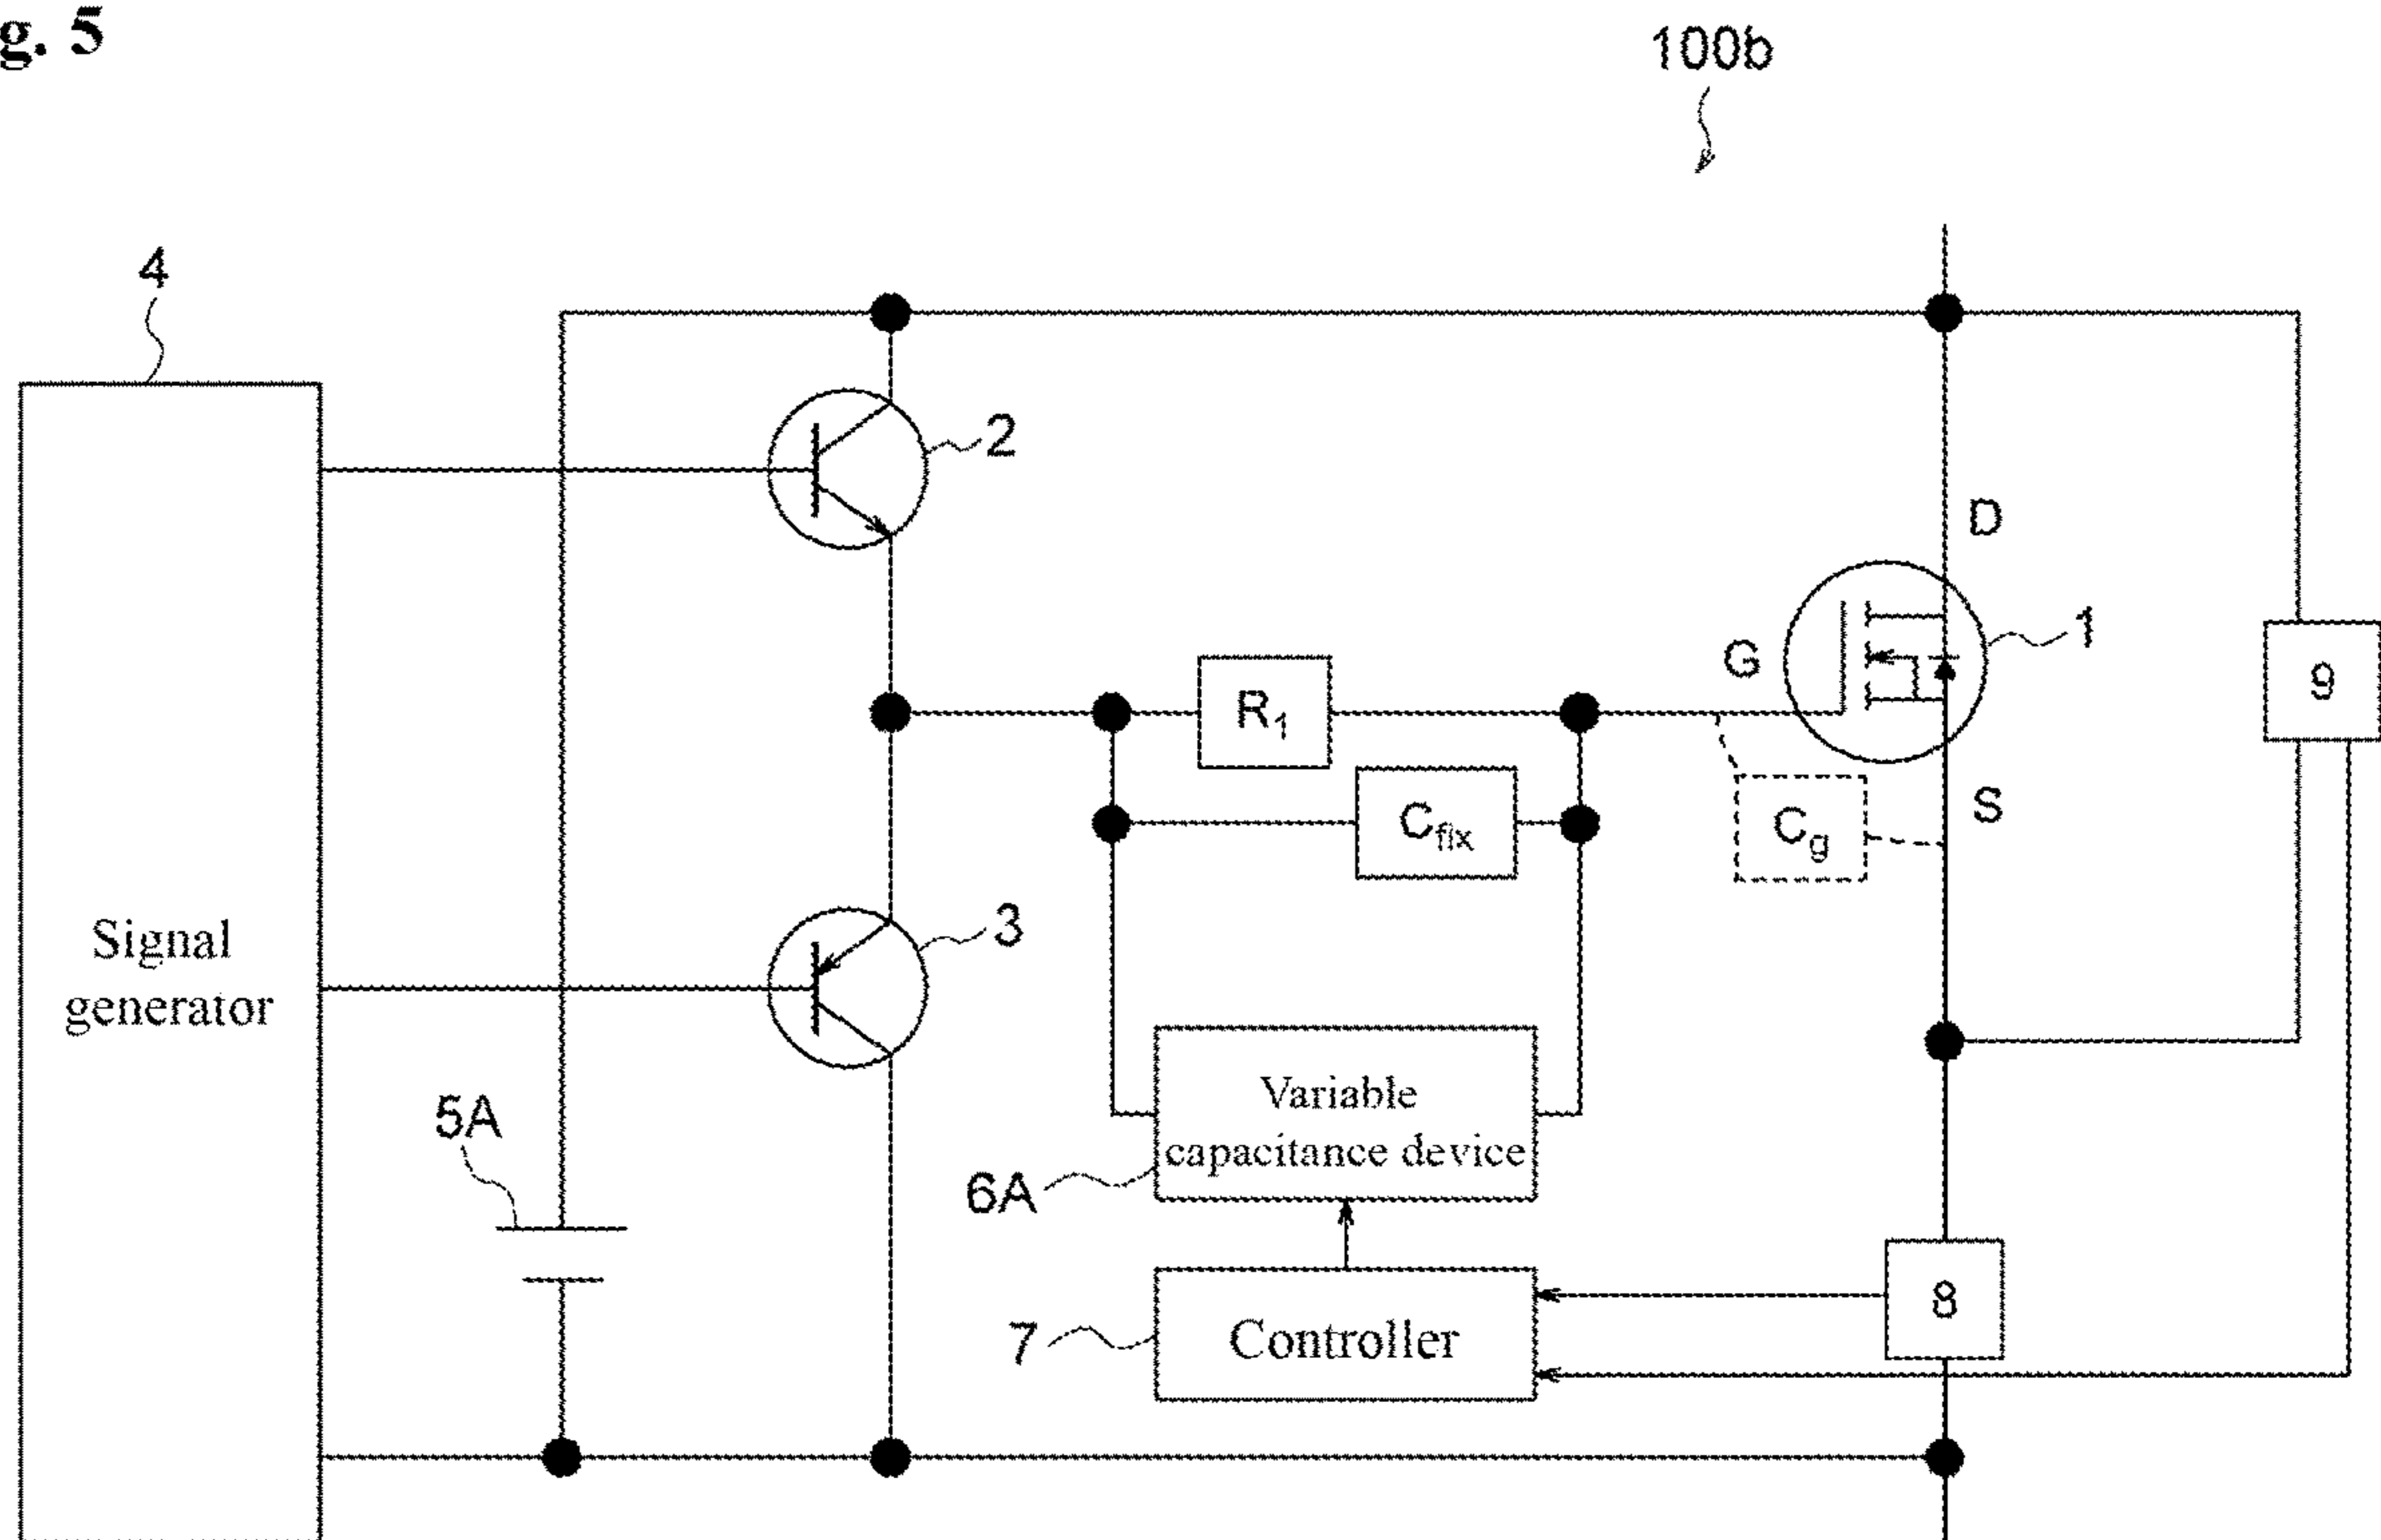 g. 5
100b
4
2
D
1
G
R1
9
Cfix
Cg
S
3
Signal
generator
5A
Variable
capacitance device
6A
8
7
Controller